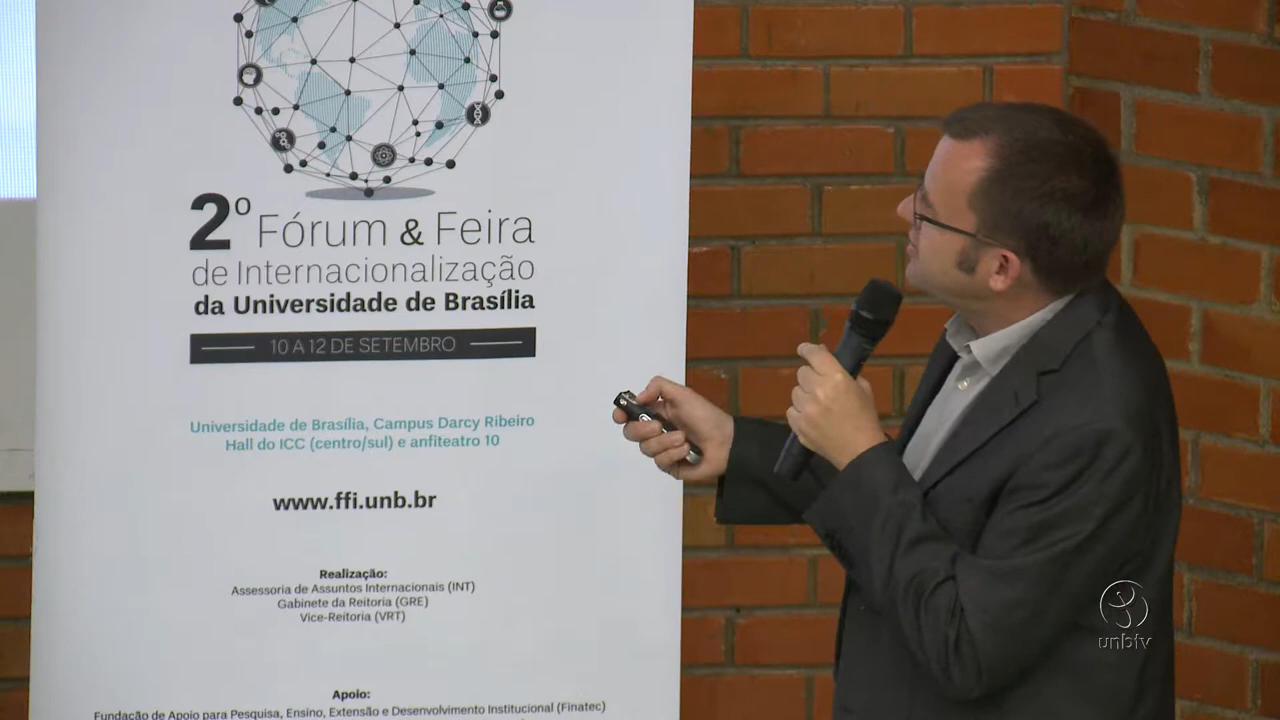 2º Fórum & Feira
de Internacionalização
da Universidade de Brasília
10 A 12 DE SETEMBRO
Universidade de Brasília, Campus Darcy Ribeiro
Hall do ICC (centro/sul) e anfiteatro 10
www.ffi.unb.br
Realização:
Assessoria de Assuntos Internacionais (INT)
Gabinete da Reitoria (GRE)
Vice-Reitoria (VRT)
Apoio:
Fundação de Apoio para Pesquisa, Ensino, Extensão e Desenvolvimento Institucional (Finatec)
unbtv